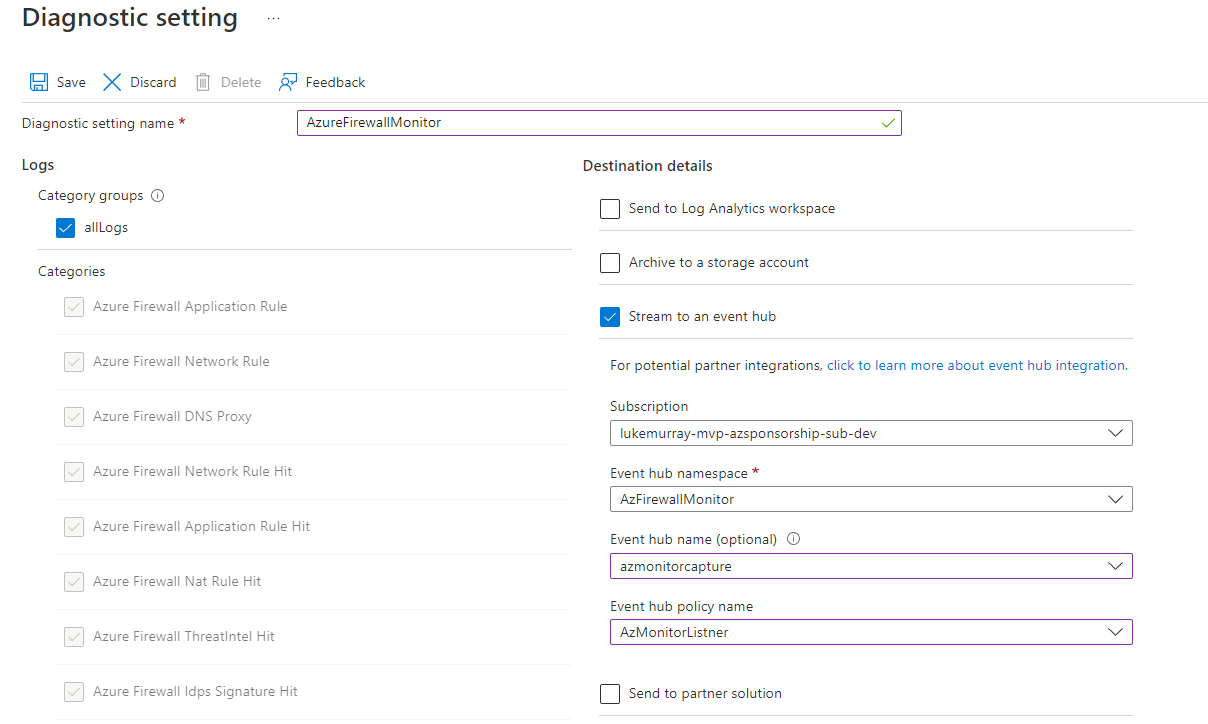 Diagnostic setting ...
Save Discard Delete Feedback
Diagnostic setting name * AzureFirewallMonitor
Logs
Category groups
allLogs
Categories
Azure Firewall Application Rule
Azure Firewall Network Rule
Azure Firewall DNS Proxy
Azure Firewall Network Rule Hit
Azure Firewall Application Rule Hit
Azure Firewall Nat Rule Hit
Azure Firewall ThreatIntel Hit
Azure Firewall Idps Signature Hit
Destination details
Send to Log Analytics workspace
Archive to a storage account
Stream to an event hub
For potential partner integrations, click to learn more about event hub integration.
Subscription
lukemurray-mvp-azsponsorship-sub-dev
Event hub namespace *
AzFirewallMonitor
Event hub name (optional)
azmonitorcapture
Event hub policy name
AzMonitorListner
Send to partner solution